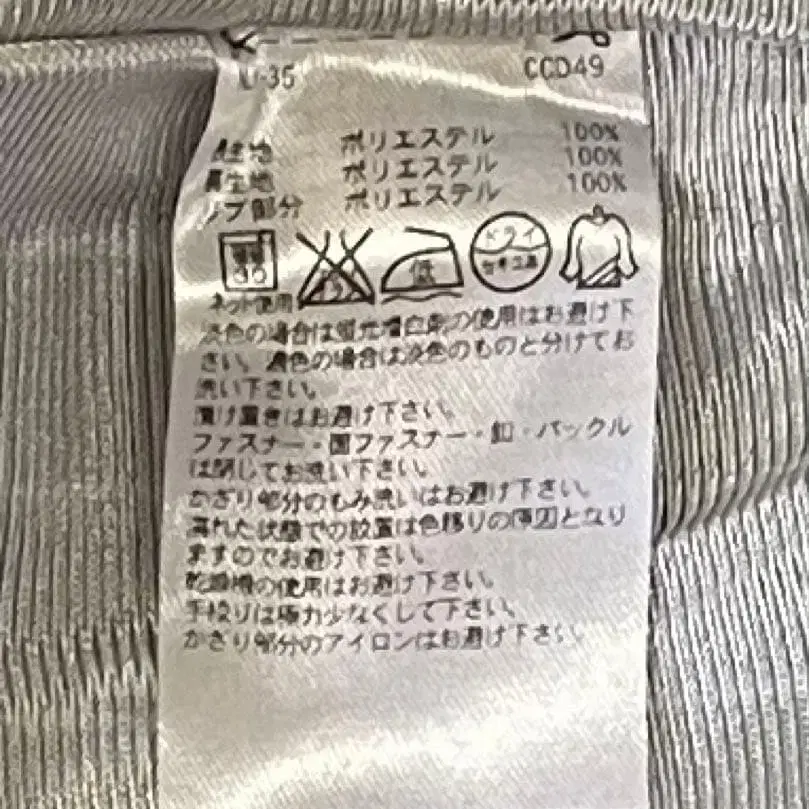 -35 CCD49
生地 ポリエステル 100%
裏生地 ポリエステル 100%
リブ部分 ポリエステル 100%
低 ドライ
ネット使用
淡色の場合は蛍光増白剤の使用はお避け下
さい。濃色の場合は淡色のものと分けてお
洗い下さい。
漬け置きはお避け下さい。
ファスナー・面ファスナー・釦・バックル
は閉じてお洗い下さい。
かざり部分のもみ洗いはお避け下さい。
濡れた状態での放置は色移りの原因となり
ますのでお避け下さい。
乾燥機の使用はお避け下さい。
手絞りは極力少なくして下さい。
かざり部分のアイロンはお避け下さい。